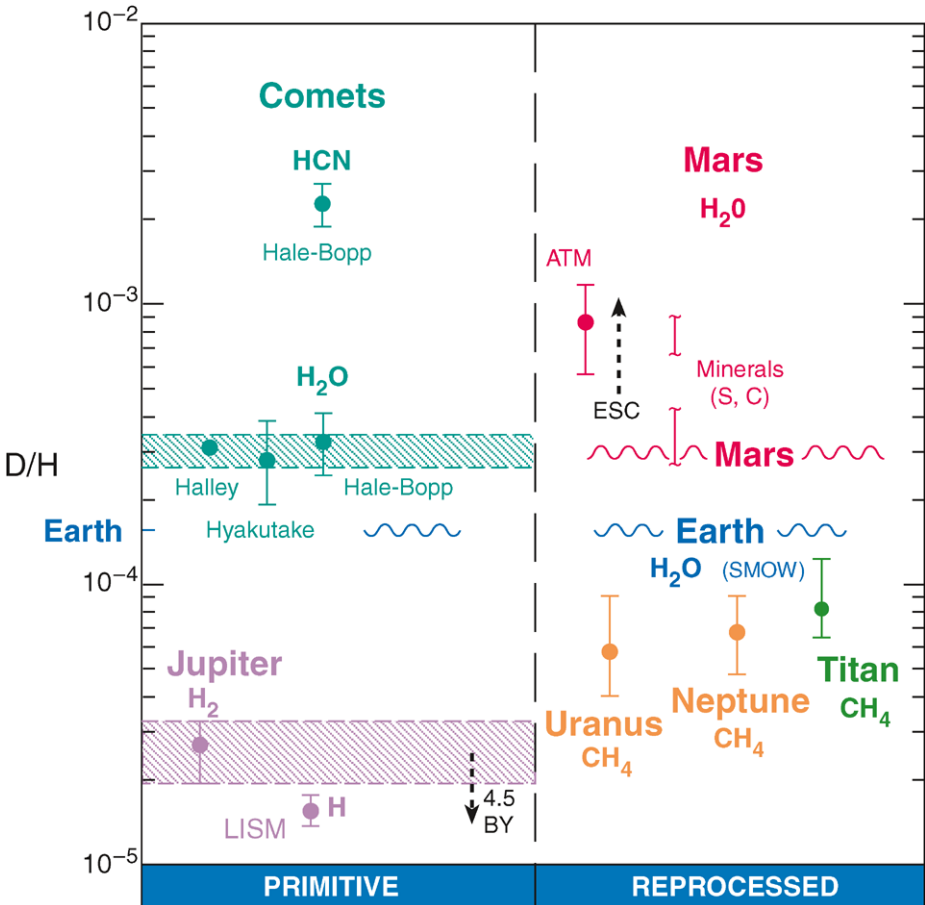 10⁻²
Comets
HCN
Hale-Bopp
Mars
H₂0
ATM
10⁻³
Minerals
(S, C)
ESC
H₂O
D/H
Halley
Hale-Bopp
Hyakutake
Mars
Earth
Earth
H₂O (SMOW)
10⁻⁴
Jupiter
H₂
Uranus
CH₄
Neptune
CH₄
Titan
CH₄
LISM
H
4.5
BY
10⁻⁵
PRIMITIVE
REPROCESSED